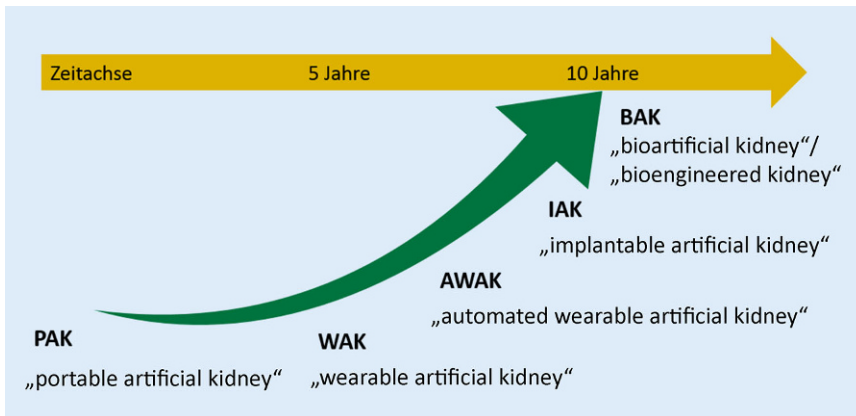 Zeitachse 5 Jahre 10 Jahre
BAK
„bioartificial kidney“/
„bioengineered kidney“
IAK
„implantable artificial kidney“
AWAK
„automated wearable artificial kidney“
WAK
„wearable artificial kidney“
PAK
„portable artificial kidney“